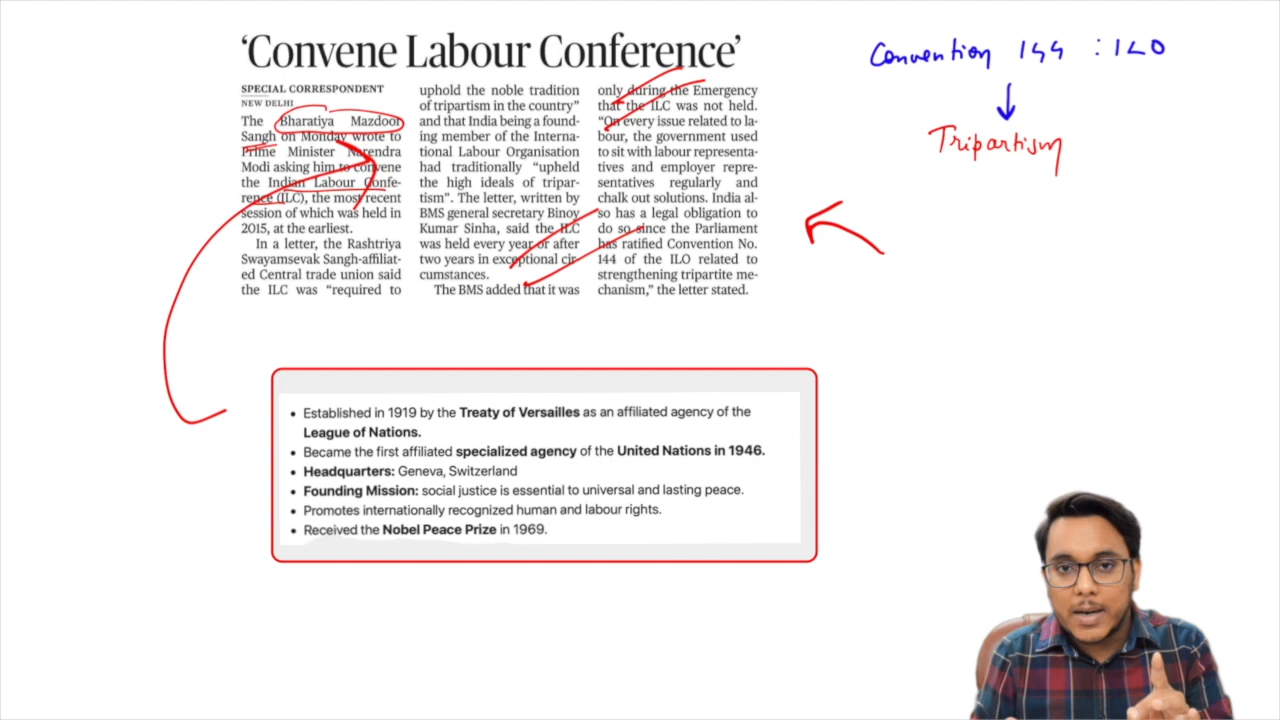 ‘Convene Labour Conference’
SPECIAL CORRESPONDENT
NEW DELHI
The Bharatiya Mazdoor
Sangh on Monday wrote to
Prime Minister Narendra
Modi asking him to convene
the Indian Labour Confe-
rence (ILC), the most recent
session of which was held in
2015, at the earliest.
In a letter, the Rashtriya
Swayamsevak Sangh-affiliat-
ed Central trade union said
the ILC was “required to
uphold the noble tradition
of tripartism in the country”
and that India being a found-
ing member of the Interna-
tional Labour Organisation
had traditionally “upheld
the high ideals of tripar-
tism”. The letter, written by
BMS general secretary Binoy
Kumar Sinha, said the ILC
was held every year or after
two years in exceptional cir-
cumstances.
The BMS added that it was
only during the Emergency
that the ILC was not held.
“On every issue related to la-
bour, the government used
to sit with labour representa-
tives and employer repre-
sentatives regularly and
chalk out solutions. India al-
so has a legal obligation to
do so since the Parliament
has ratified Convention No.
144 of the ILO related to
strengthening tripartite me-
chanism,” the letter stated.
Convention 144 : ILO
Tripartism
• Established in 1919 by the Treaty of Versailles as an affiliated agency of the
League of Nations.
• Became the first affiliated specialized agency of the United Nations in 1946.
• Headquarters: Geneva, Switzerland
• Founding Mission: social justice is essential to universal and lasting peace.
• Promotes internationally recognized human and labour rights.
• Received the Nobel Peace Prize in 1969.